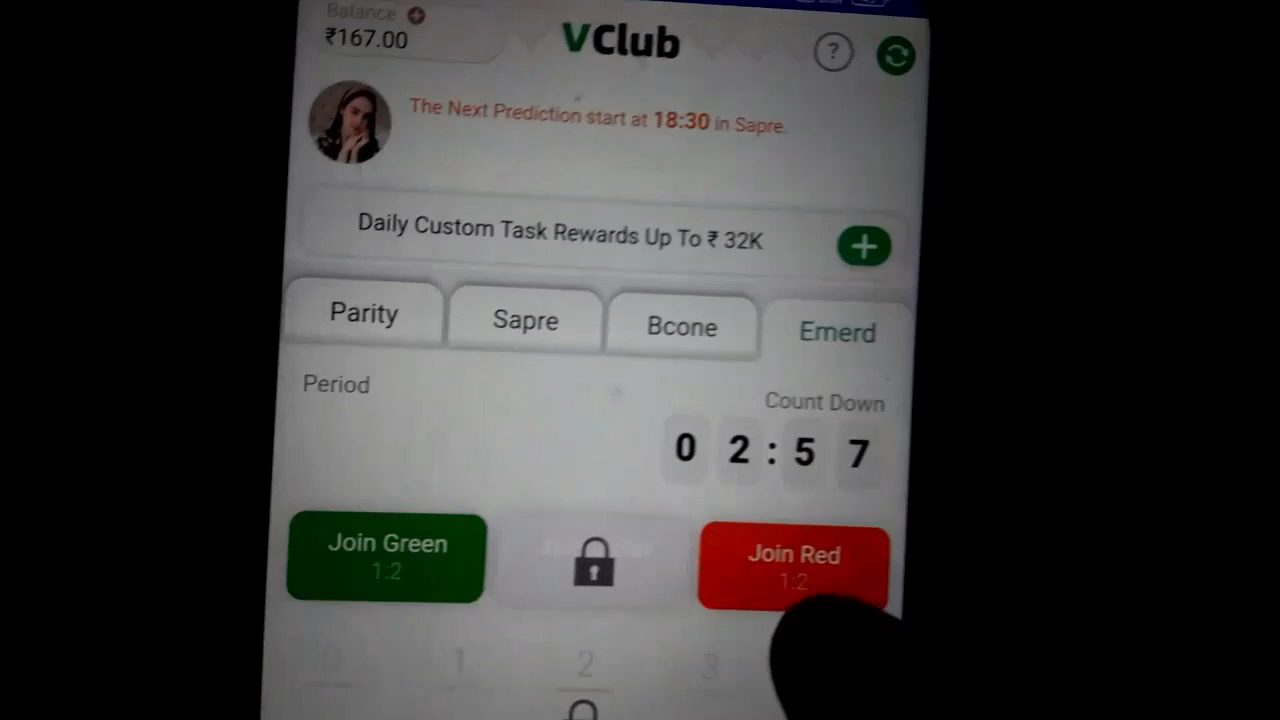 Balance
₹167.00
VClub
?
The Next Prediction start at 18:30 in Sapre.
Daily Custom Task Rewards Up To ₹ 32K
Parity
Sapre
Bcone
Emerd
Period
Count Down
0 2 : 5 7
Join Green
1:2
Join Red
1:2
0
1
2
3